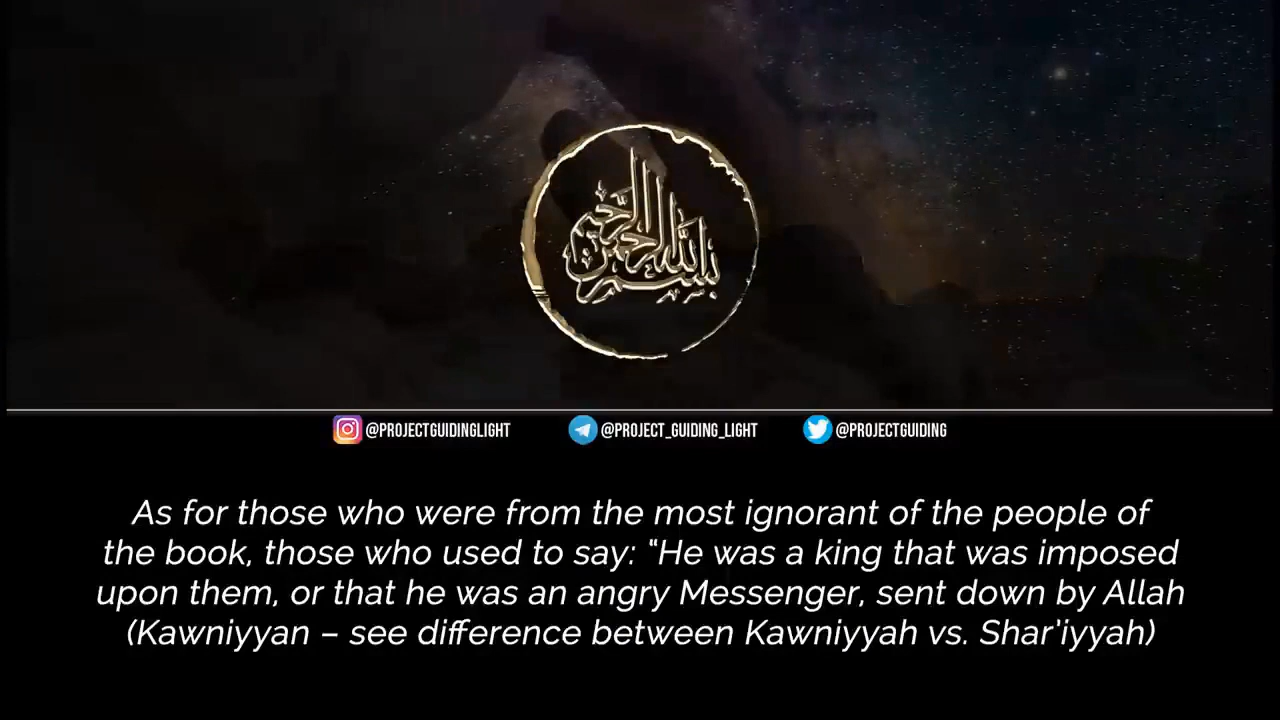 بسم الله الرحمن الرحيم
@PROJECTGUIDINGLIGHT @PROJECT_GUIDING_LIGHT @PROJECTGUIDING
As for those who were from the most ignorant of the people of
the book, those who used to say: “He was a king that was imposed
upon them, or that he was an angry Messenger, sent down by Allah
(Kawniyyan – see difference between Kawniyyah vs. Shar'iyyah)